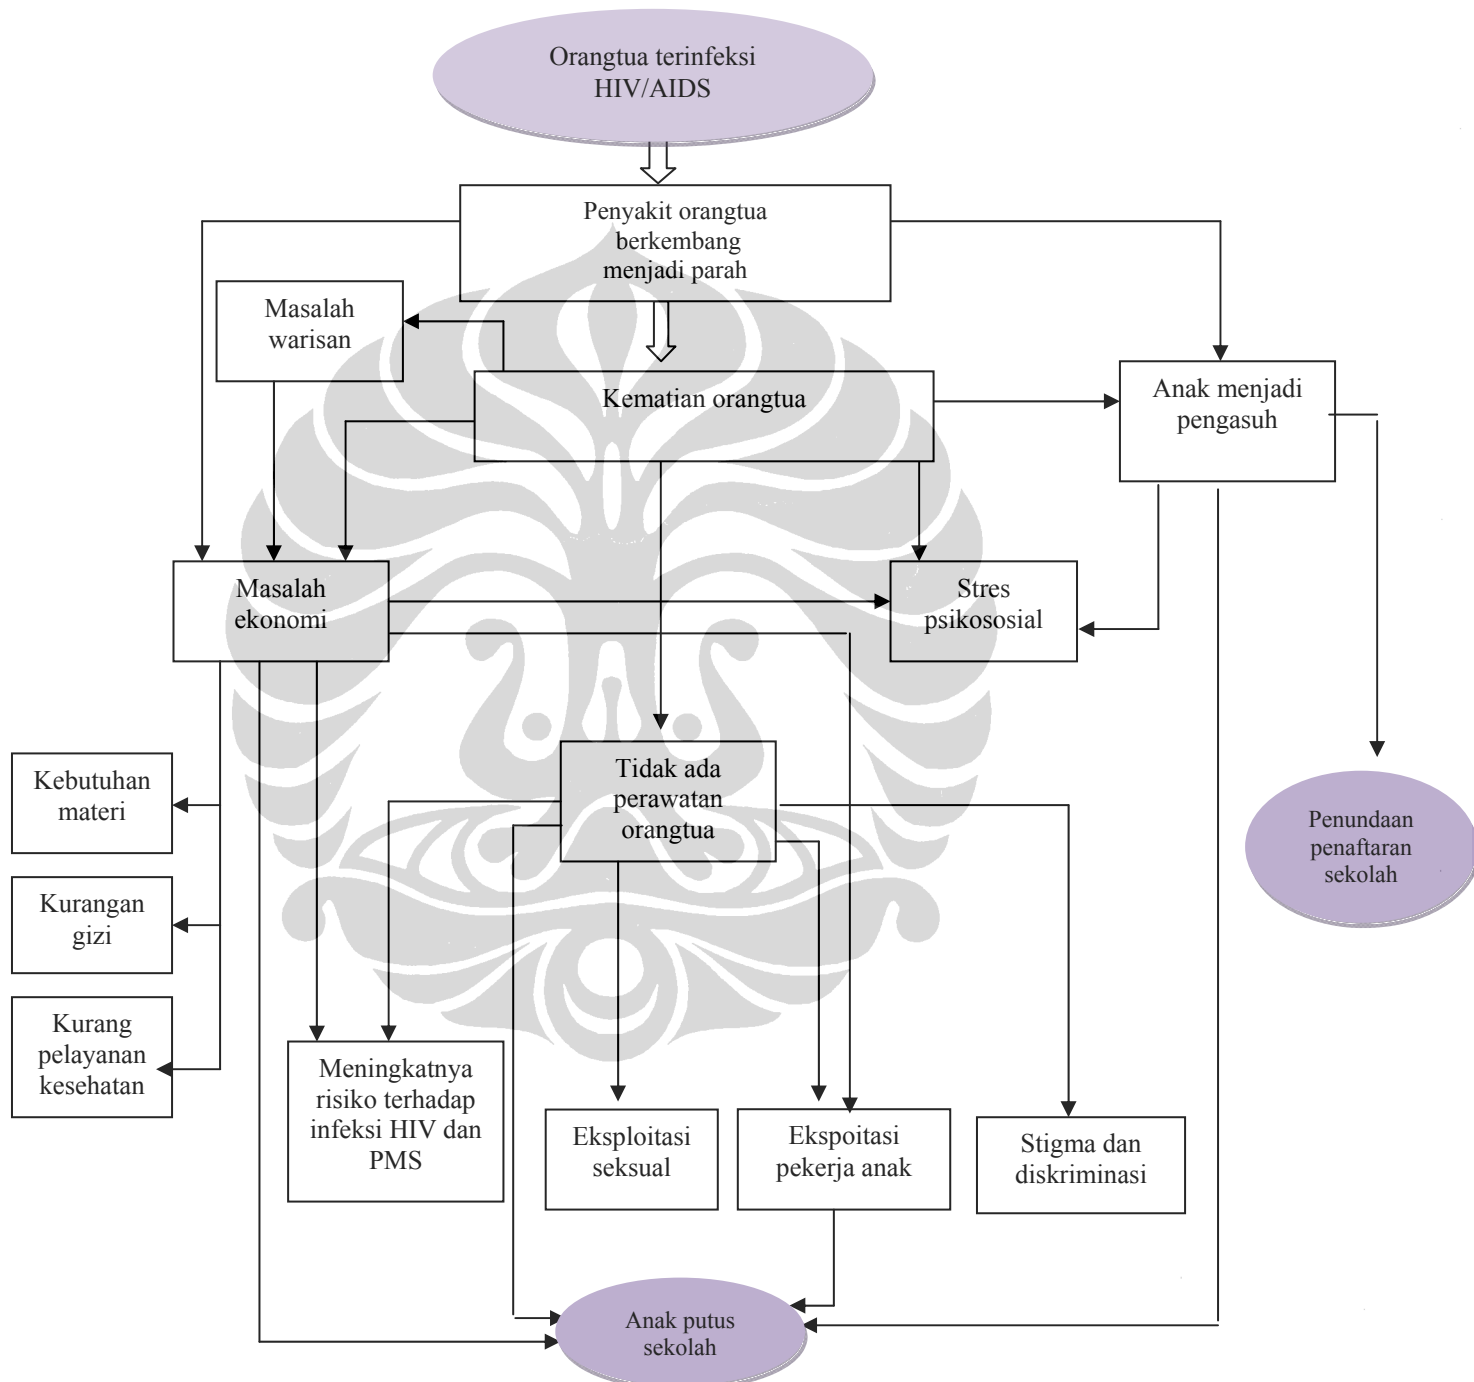 Orangtua terinfeksi
HIV/AIDS
Penyakit orangtua
berkembang
menjadi parah
Masalah
warisan
Kematian orangtua
Anak menjadi
pengasuh
Masalah
ekonomi
Stres
psikososial
Kebutuhan
materi
Tidak ada
perawatan
orangtua
Penundaan
penaftaran
sekolah
Kurangan
gizi
Kurang
pelayanan
kesehatan
Meningkatnya
risiko terhadap
infeksi HIV dan
PMS
Eksploitasi
seksual
Ekspoitasi
pekerja anak
Stigma dan
diskriminasi
Anak putus
sekolah